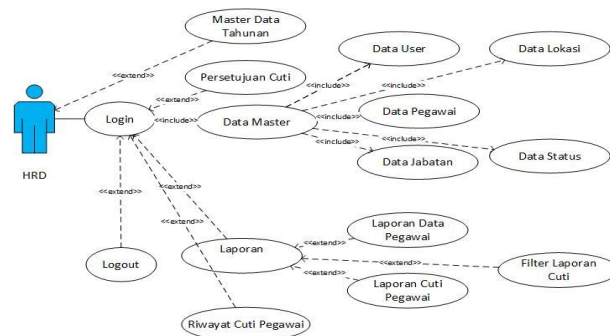 Master Data
Tahunan
Data User
Data Lokasi
<<extend>>
Persetujuan Cuti
<<include>>
<<include>>
<<extend>>
Login
<<include>>
Data Master
Data Pegawai
<<include>>
<<include>>
<<include>>
Data Jabatan
Data Status
HRD
<<extend>>
<<extend>>
<<extend>>
Laporan Data
Pegawai
<<extend>>
Laporan
<<extend>>
Filter Laporan
Cuti
Logout
<<extend>>
Laporan Cuti
Pegawai
Riwayat Cuti Pegawai